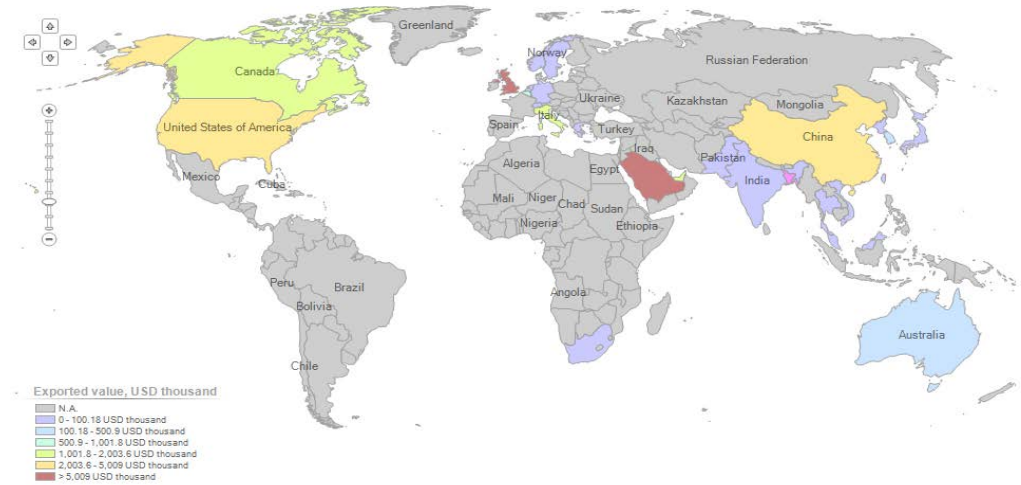 Greenland
Norway
Russian Federation
Canada
Ukraine
Kazakhstan
Mongolia
United States of America
Italy
Spain
Turkey
China
Iraq
Pakistan
Mexico
Cuba
Algeria
Egypt
India
Mali
Niger
Chad
Sudan
Nigeria
Ethiopia
Peru
Brazil
Angola
Bolivia
Australia
Chile
Exported value, USD thousand
N.A.
0 - 100.18 USD thousand
100.18 - 500.9 USD thousand
500.9 - 1,001.8 USD thousand
1,001.8 - 2,003.6 USD thousand
2,003.6 - 5,009 USD thousand
> 5,009 USD thousand